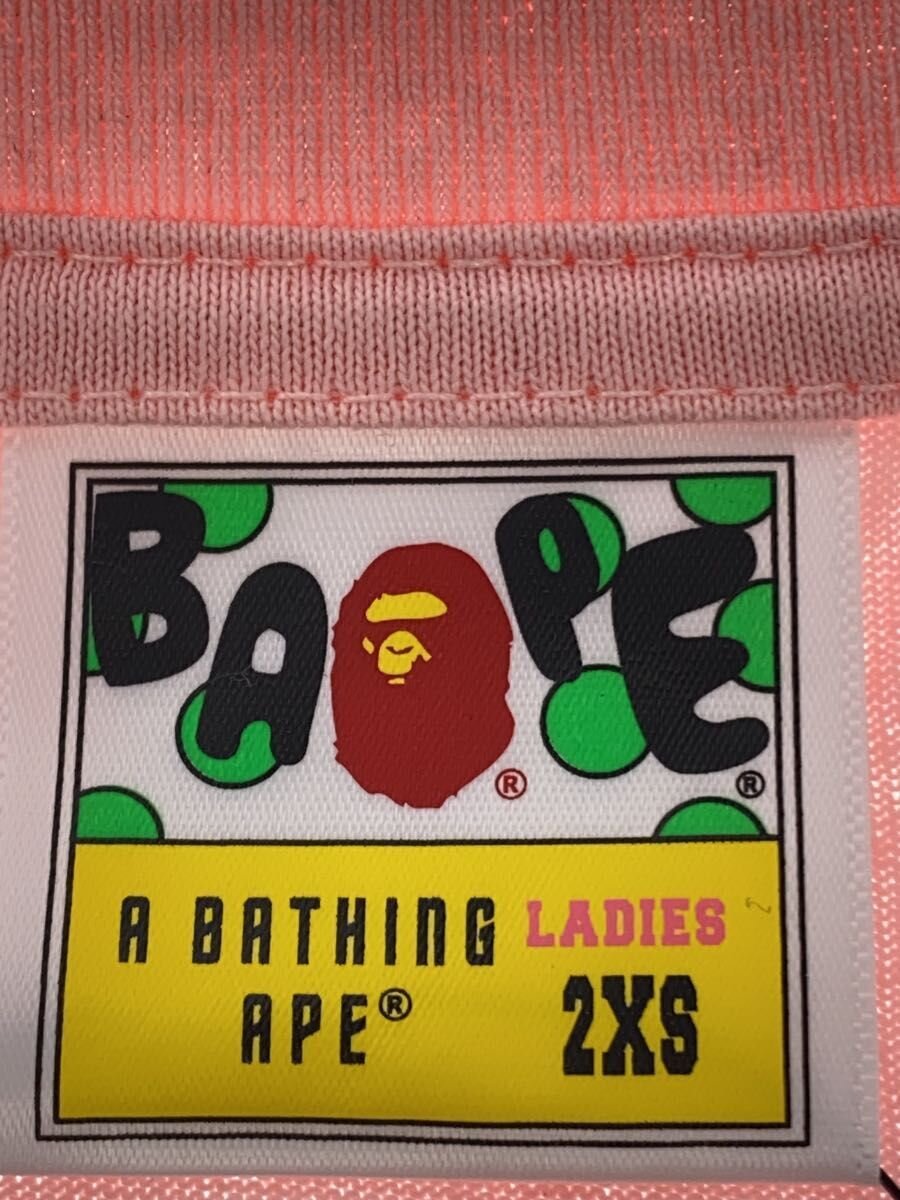 BAPE
®
®
A BATHING
APE®
LADIES
2XS